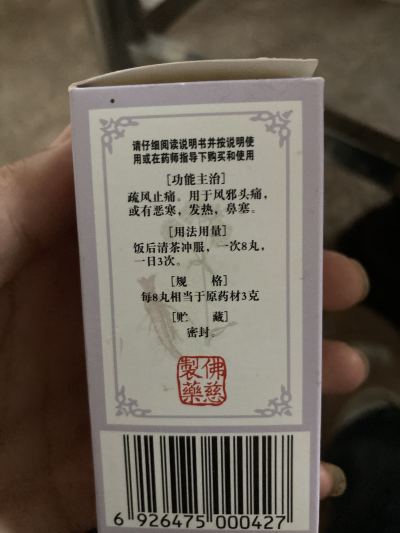 请仔细阅读说明书并按说明使
用或在药师指导下购买和使用
[功能主治]
疏风止痛。用于风邪头痛，
或有恶寒，发热，鼻塞。
[用法用量]
饭后清茶冲服，一次8丸，
一日3次。
[规 格]
每8丸相当于原药材3克
[贮 藏]
密封。
佛慈
製藥
6 926475 000427